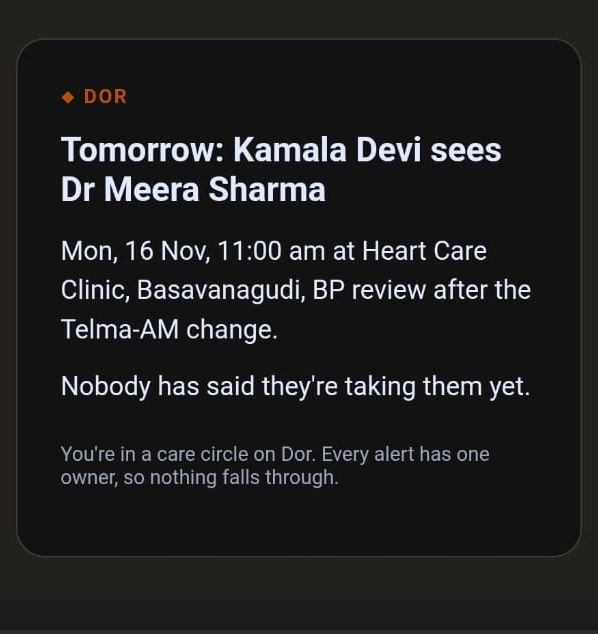 ◆ DOR
Tomorrow: Kamala Devi sees
Dr Meera Sharma
Mon, 16 Nov, 11:00 am at Heart Care
Clinic, Basavanagudi, BP review after the
Telma-AM change.
Nobody has said they're taking them yet.
You're in a care circle on Dor. Every alert has one
owner, so nothing falls through.